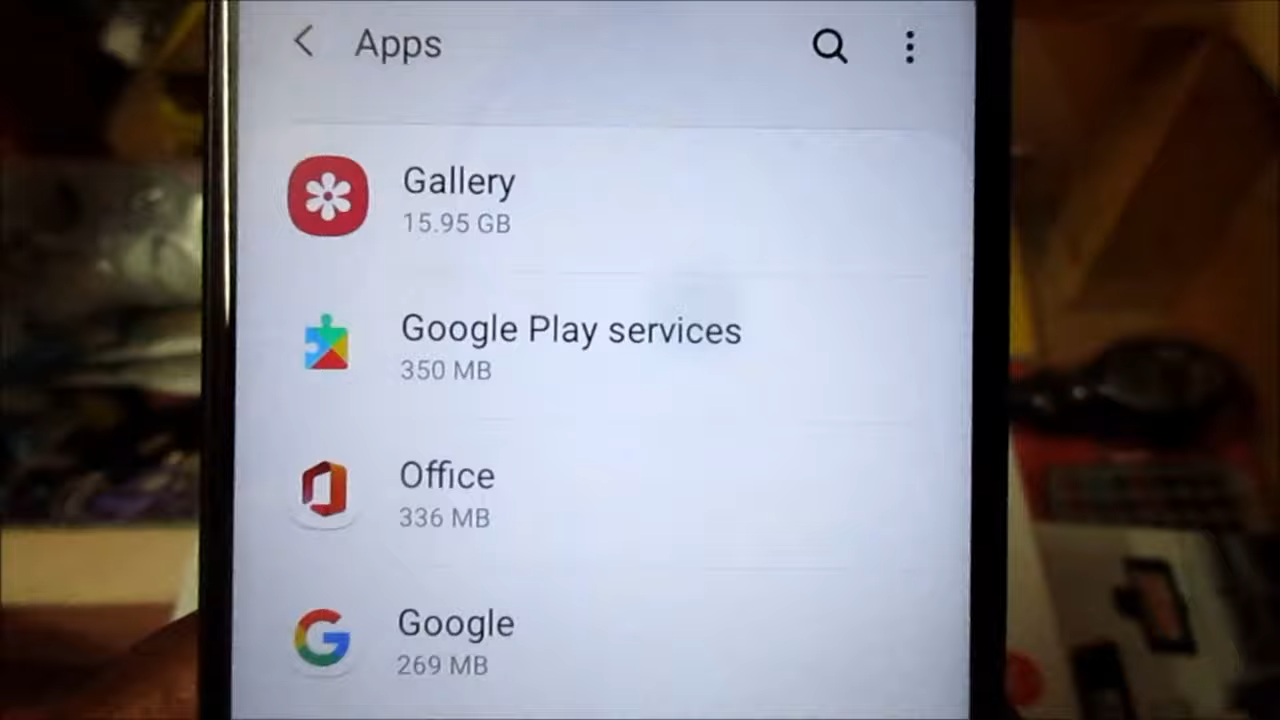 Apps
Gallery
15.95 GB
Google Play services
350 MB
Office
336 MB
Google
269 MB